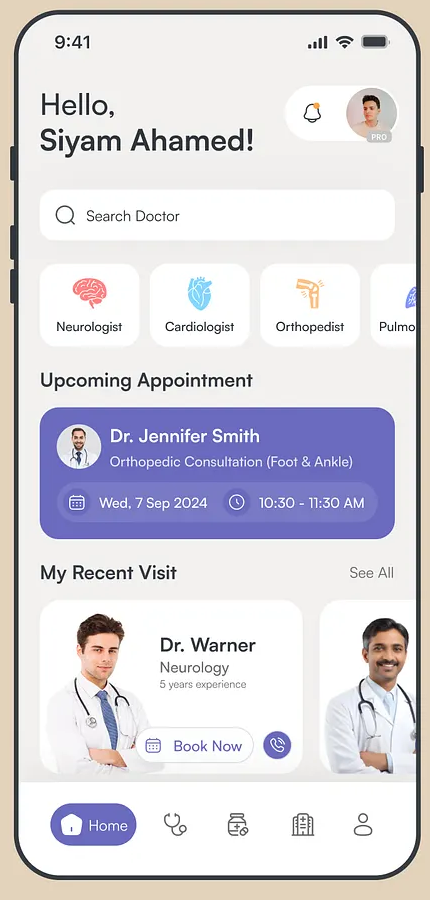 9:41
Hello,
Siyam Ahamed!
PRO
Search Doctor
Neurologist
Cardiologist
Orthopedist
Pulmo
Upcoming Appointment
Dr. Jennifer Smith
Orthopedic Consultation (Foot & Ankle)
Wed, 7 Sep 2024
10:30 - 11:30 AM
My Recent Visit
See All
Dr. Warner
Neurology
5 years experience
Book Now
Home